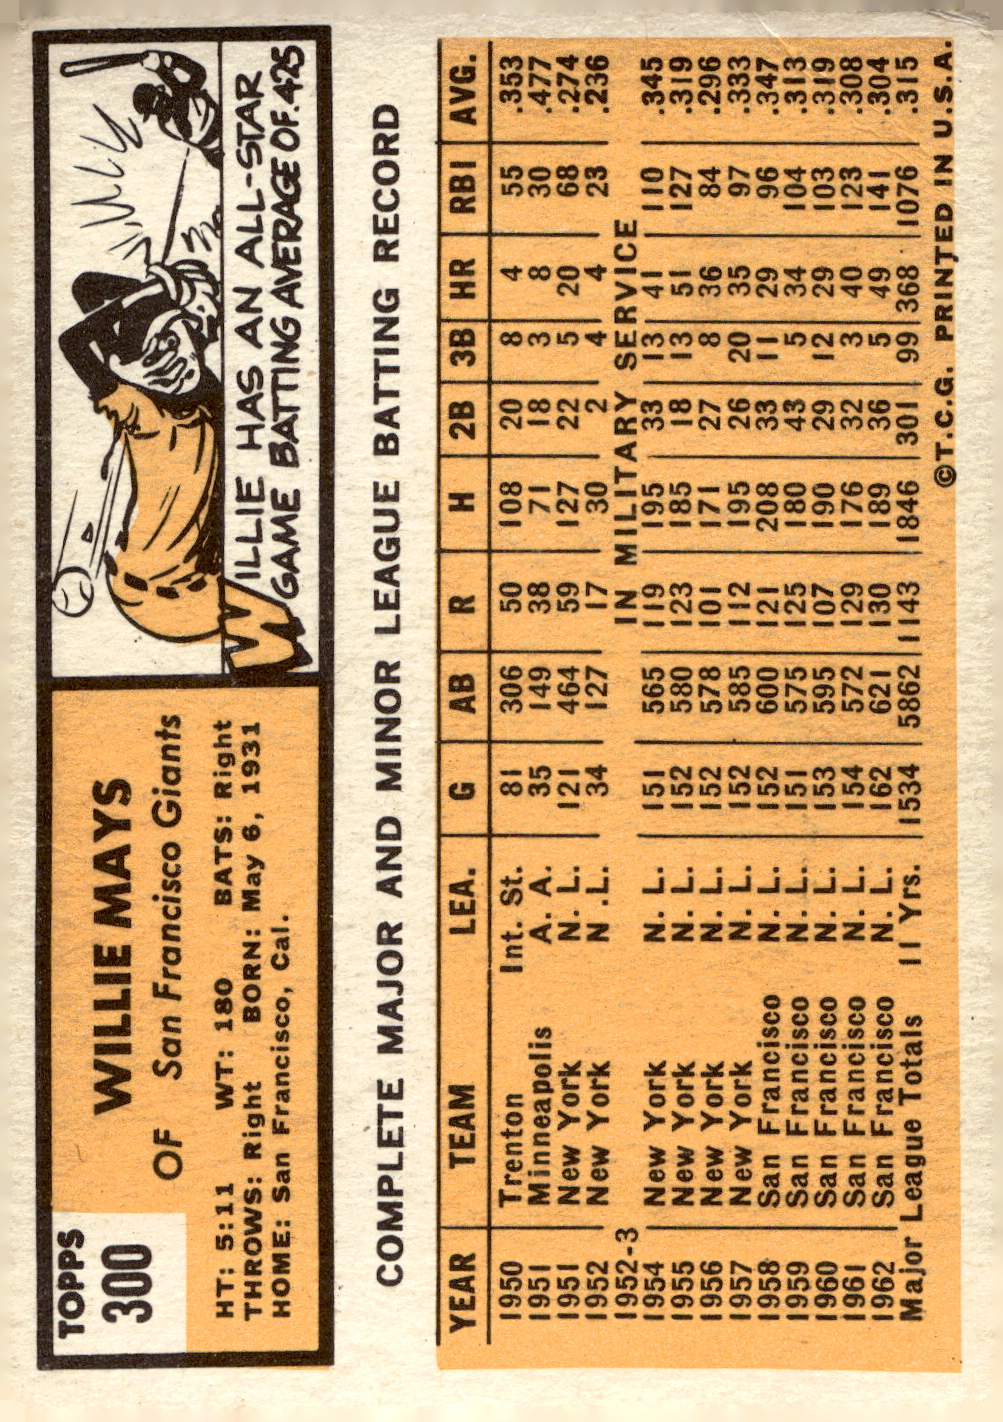 TOPPS
300
WILLIE MAYS
OF San Francisco Giants
HT: 5:11 WT: 180 BATS: Right
THROWS: Right BORN: May 6, 1931
HOME: San Francisco, Cal.
WILLIE HAS AN ALL-STAR
GAME BATTING AVERAGE OF .425
COMPLETE MAJOR AND MINOR LEAGUE BATTING RECORD
YEAR TEAM LEA. G AB R H 2B 3B HR RBI AVG.
1950 Trenton Int. St. 81 306 50 108 20 8 4 55 .353
1951 Minneapolis A. A. 35 149 38 71 18 3 8 30 .477
1951 New York N. L. 121 464 59 127 22 5 20 68 .274
1952 New York N .L. 34 127 17 30 2 4 4 23 .236
1952-3 IN MILITARY SERVICE
1954 New York N. L. 151 565 119 195 33 13 41 110 .345
1955 New York N. L. 152 580 123 185 18 13 51 127 .319
1956 New York N. L. 152 578 101 171 27 8 36 84 .296
1957 New York N. L. 152 585 112 195 26 20 35 97 .333
1958 San Francisco N. L. 152 600 121 208 33 11 29 96 .347
1959 San Francisco N. L. 151 575 125 180 43 5 34 104 .313
1960 San Francisco N. L. 153 595 107 190 29 12 29 103 .319
1961 San Francisco N. L. 154 572 129 176 32 3 40 123 .308
1962 San Francisco N. L. 162 621 130 189 36 5 49 141 .304
Major League Totals 11 Yrs. 1534 5862 1143 1846 301 99 368 1076 .315
©T.C.G. PRINTED IN U.S.A.